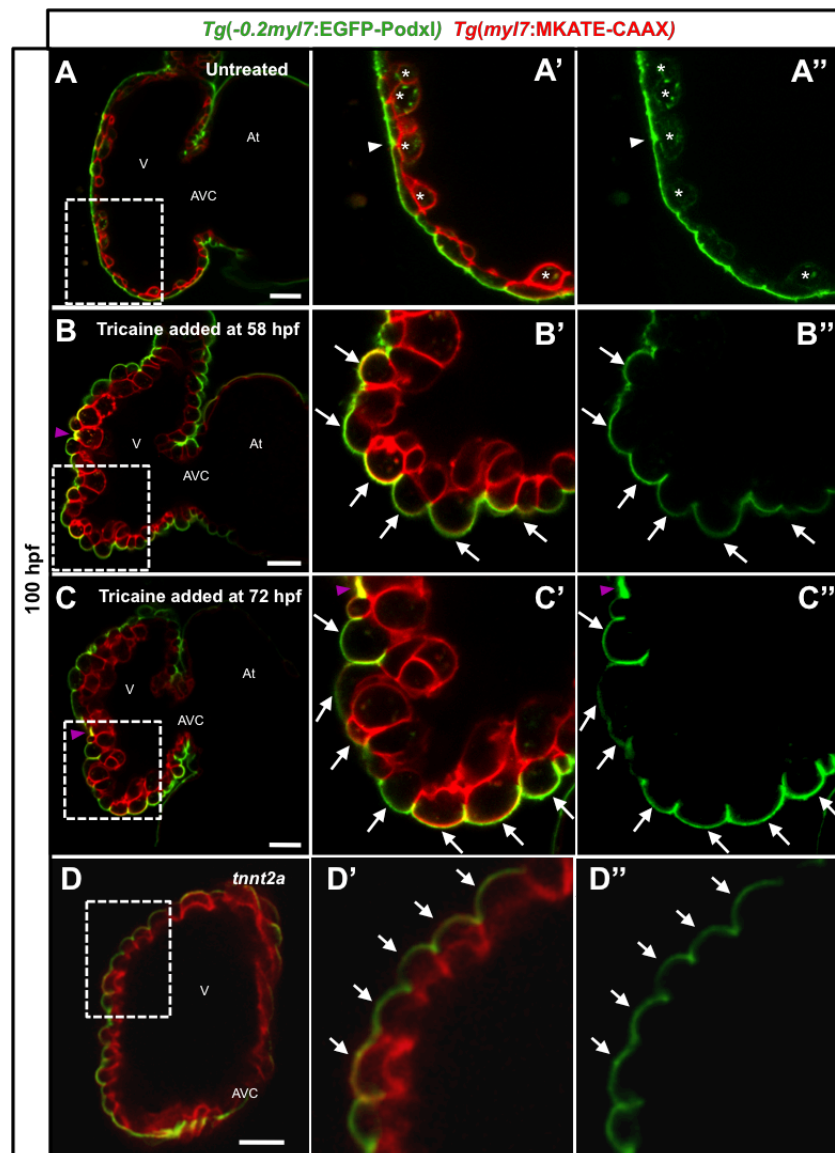 Tg(-0.2myl7:EGFP-Podxl) Tg(myl7:MKATE-CAAX)
100 hpf
A Untreated
At
V
AVC
A'
* * * *
*
A''
* * * *
*
B Tricaine added at 58 hpf
V
At
AVC
B'
B''
C Tricaine added at 72 hpf
V
At
AVC
C'
C''
D tnnt2a
V
AVC
D'
D''